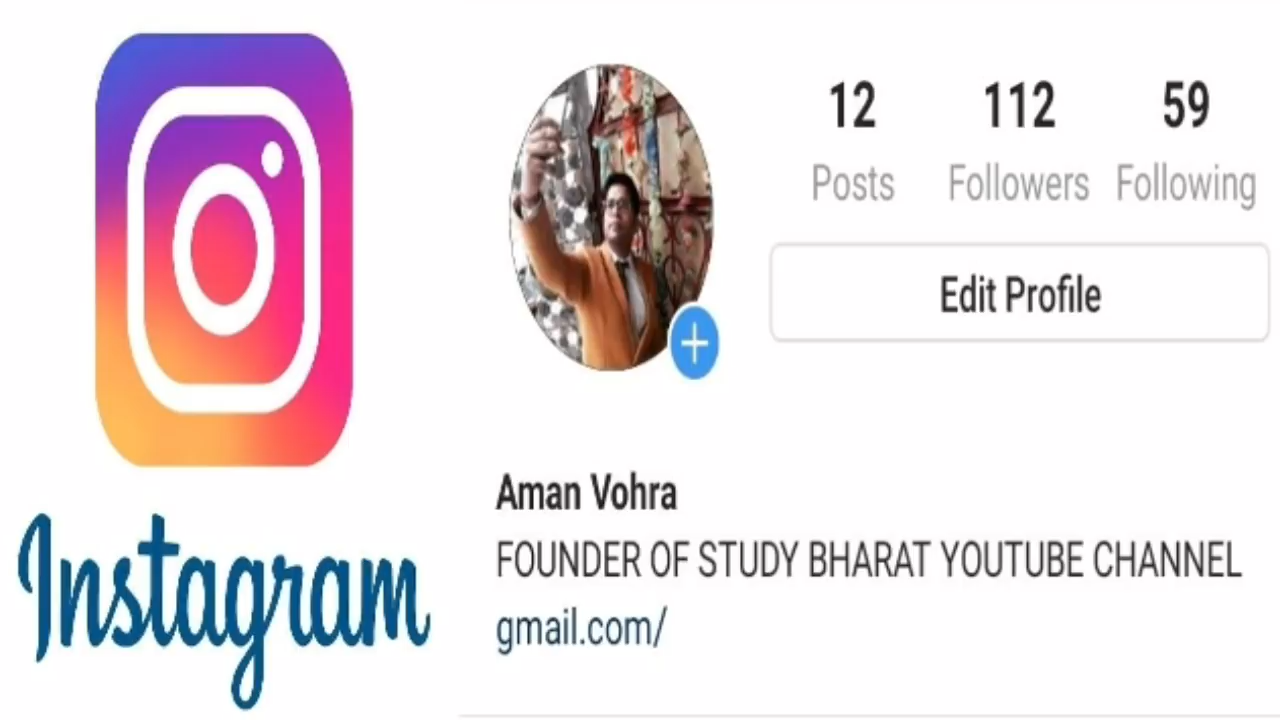 Instagram
12 112 59
Posts Followers Following
Edit Profile
Aman Vohra
FOUNDER OF STUDY BHARAT YOUTUBE CHANNEL
gmail.com/